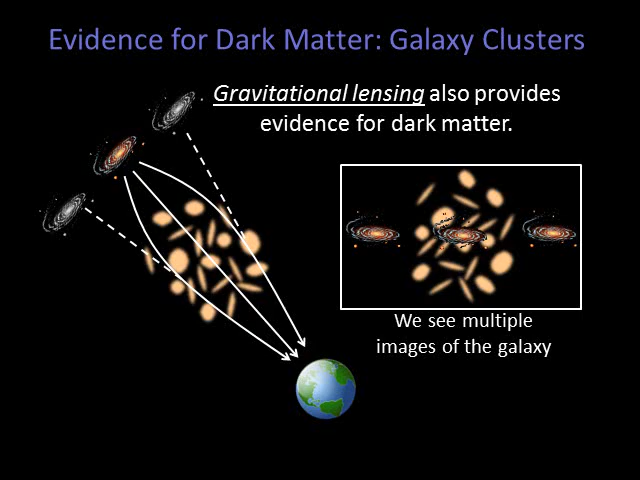 Evidence for Dark Matter: Galaxy Clusters
Gravitational lensing also provides
evidence for dark matter.
We see multiple
images of the galaxy